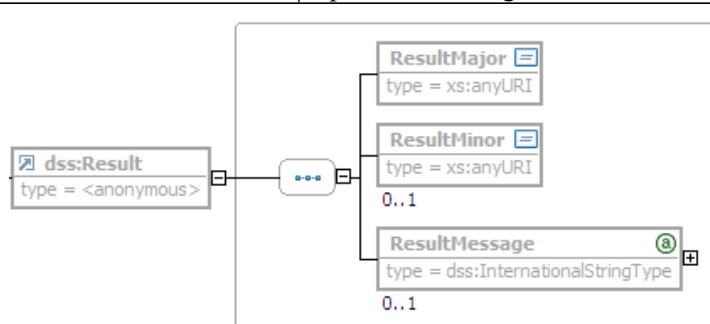 ResultMajor
type = xs:anyURI
ResultMinor
type = xs:anyURI
0..1
dss:Result
type = <anonymous>
ResultMessage
type = dss:InternationalStringType
0..1